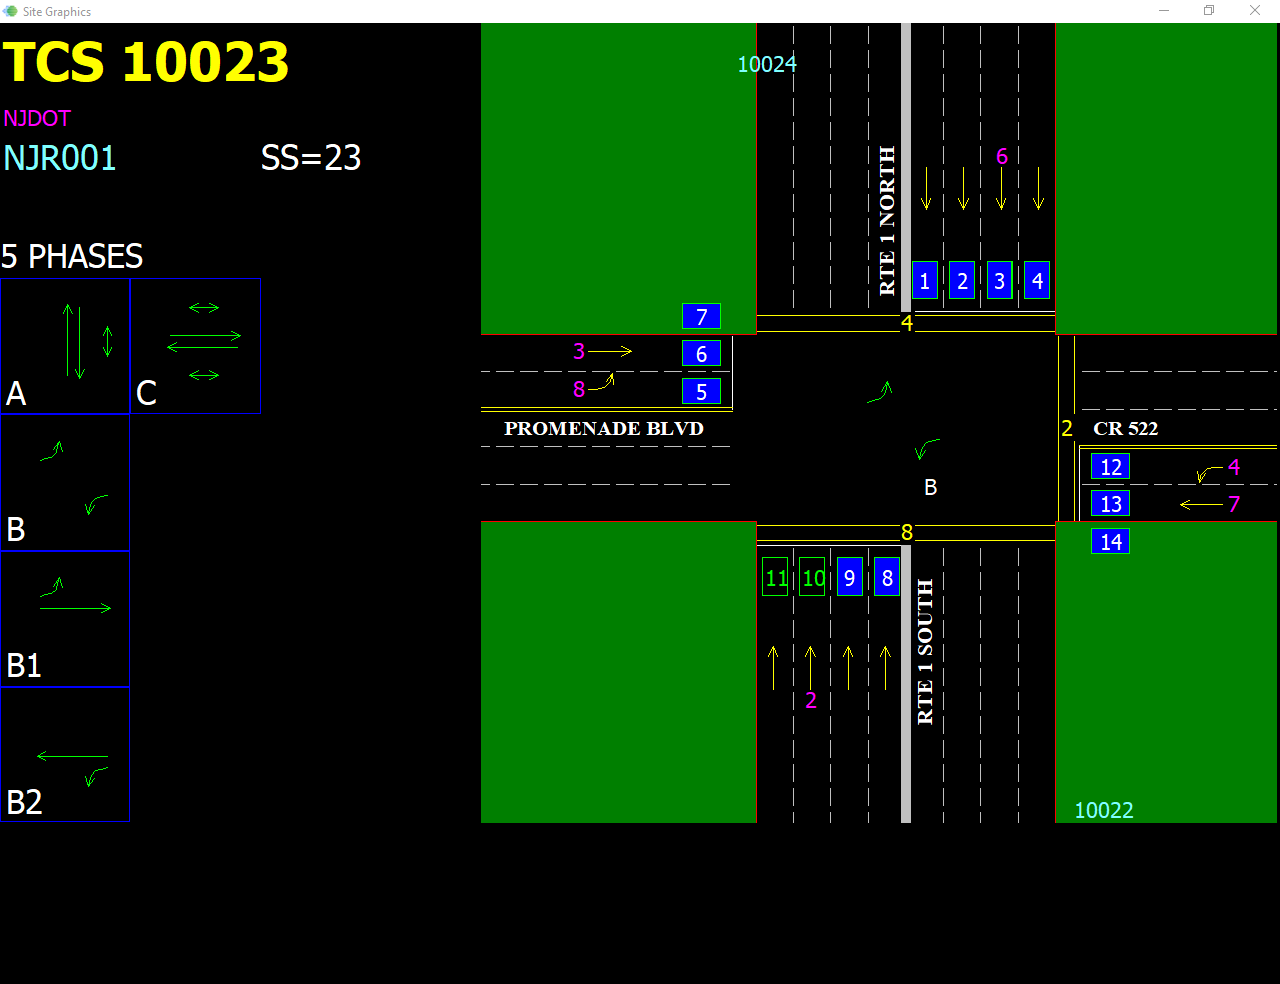 Site Graphics
TCS 10023
NJDOT
NJR001
SS=23
5 PHASES
A
C
B
B1
B2
10024
RTE 1 NORTH
6
1
2
3
4
4
7
3
6
8
5
PROMENADE BLVD
2
CR 522
12
4
13
7
14
B
8
11
10
9
8
RTE 1 SOUTH
2
10022